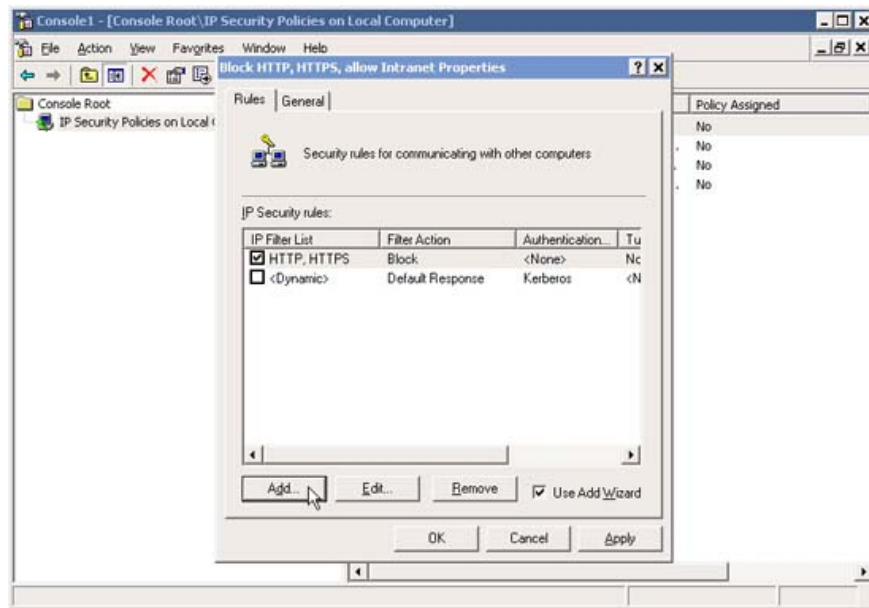 Console1 - [Console Root\IP Security Policies on Local Computer]
File Action View Favorites Window Help
Block HTTP, HTTPS, allow Intranet Properties
Console Root
IP Security Policies on Local
Rules General
Policy Assigned
No
No
No
No
Security rules for communicating with other computers
IP Security rules:
IP Filter List Filter Action Authentication... Tu
HTTP, HTTPS Block <None> Nc
<Dynamic> Default Response Kerberos <N
Add... Edit... Remove Use Add Wizard
OK Cancel Apply